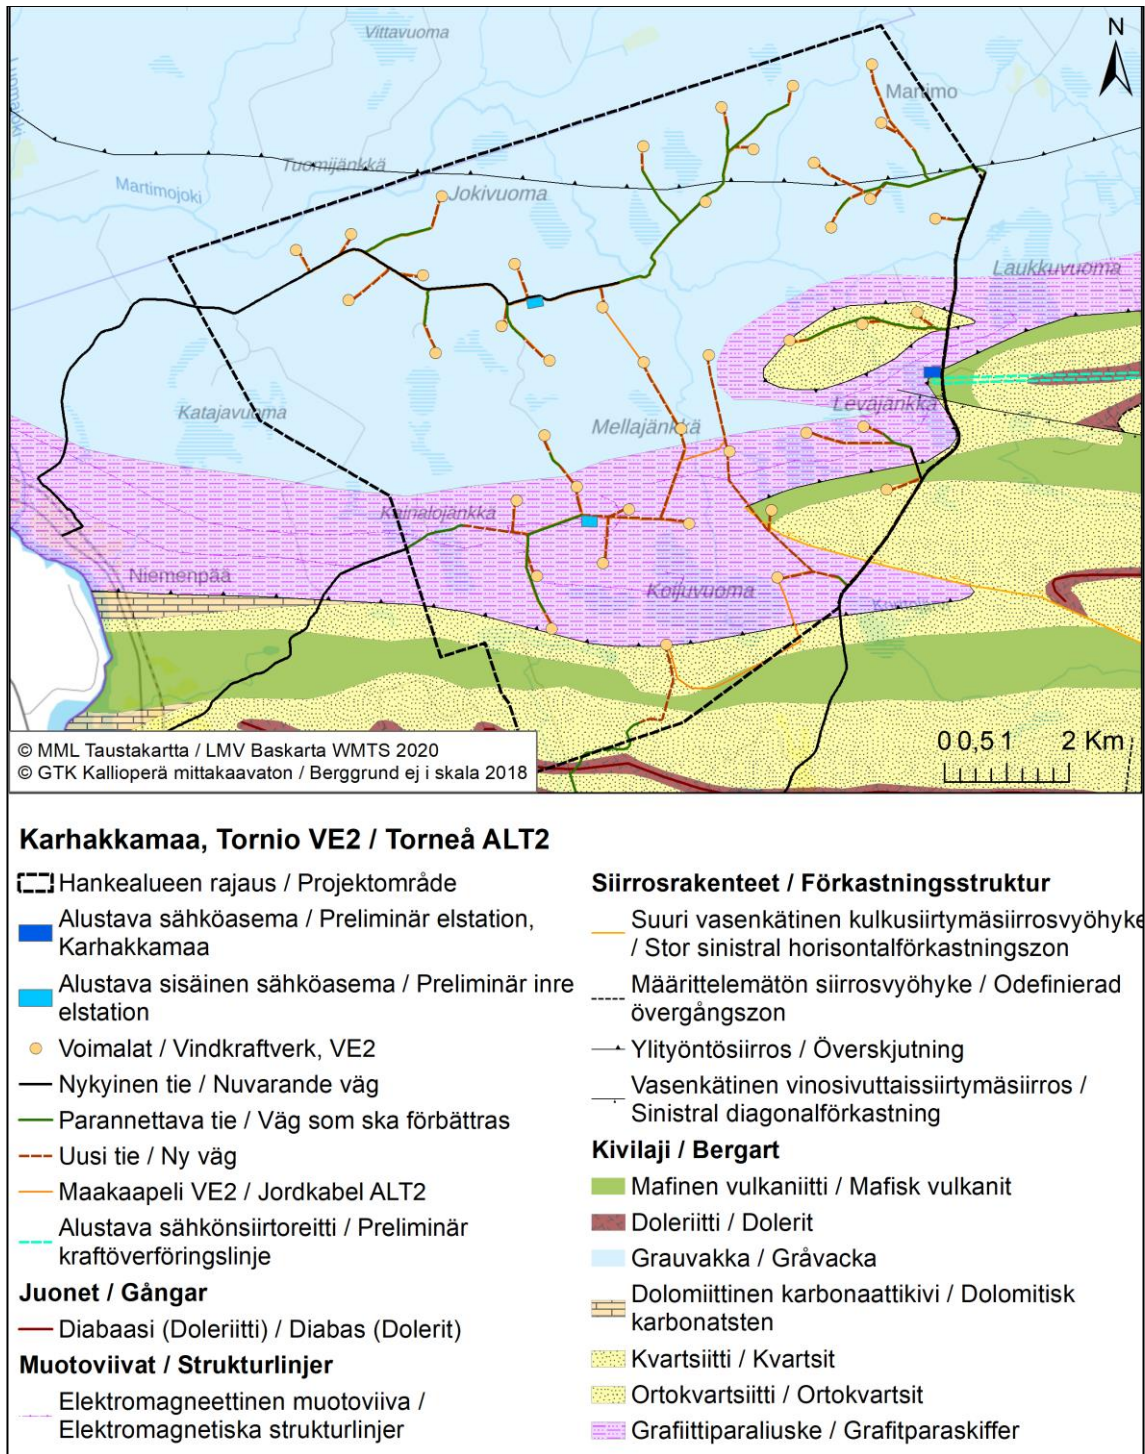 Vittavuoma
N
Martimo
Luomajoki
Tuomijänkkä
Martimojoki
Jokivuoma
Laukkuvuoma
Katajavuoma
Mellajänkkä
Leväjänkkä
Kainalojänkkä
Niemenpää
Koijuvuoma
© MML Taustakartta / LMV Baskarta WMTS 2020
© GTK Kallioperä mittakaavaton / Berggrund ej i skala 2018
0 0,5 1 2 Km
Karhakkamaa, Tornio VE2 / Torneå ALT2
Hankealueen rajaus / Projektområde
Alustava sähköasema / Preliminär elstation,
Karhakkamaa
Alustava sisäinen sähköasema / Preliminär inre
elstation
Voimalat / Vindkraftverk, VE2
Nykyinen tie / Nuvarande väg
Parannettava tie / Väg som ska förbättras
Uusi tie / Ny väg
Maakaapeli VE2 / Jordkabel ALT2
Alustava sähkönsiirtoreitti / Preliminär
kraftöverföringslinje
Juonet / Gångar
Diabaasi (Doleriitti) / Diabas (Dolerit)
Muotoviivat / Strukturlinjer
Elektromagneettinen muotoviiva /
Elektromagnetiska strukturlinjer
Siirrosrakenteet / Förkastningsstruktur
Suuri vasenkätinen kulkusiirtymäsiirrosvyöhyke
/ Stor sinistral horisontalförkastningszon
Määrittelemätön siirrosvyöhyke / Odefinierad
övergångszon
Ylityöntösiirros / Överskjutning
Vasenkätinen vinosivuttaissiirtymäsiirros /
Sinistral diagonalförkastning
Kivilaji / Bergart
Mafinen vulkaniitti / Mafisk vulkanit
Doleriitti / Dolerit
Grauvakka / Gråvacka
Dolomiittinen karbonaattikivi / Dolomitisk
karbonatsten
Kvartsiitti / Kvartsit
Ortokvartsiitti / Ortokvartsit
Grafiittiparaliuske / Grafitparaskiffer